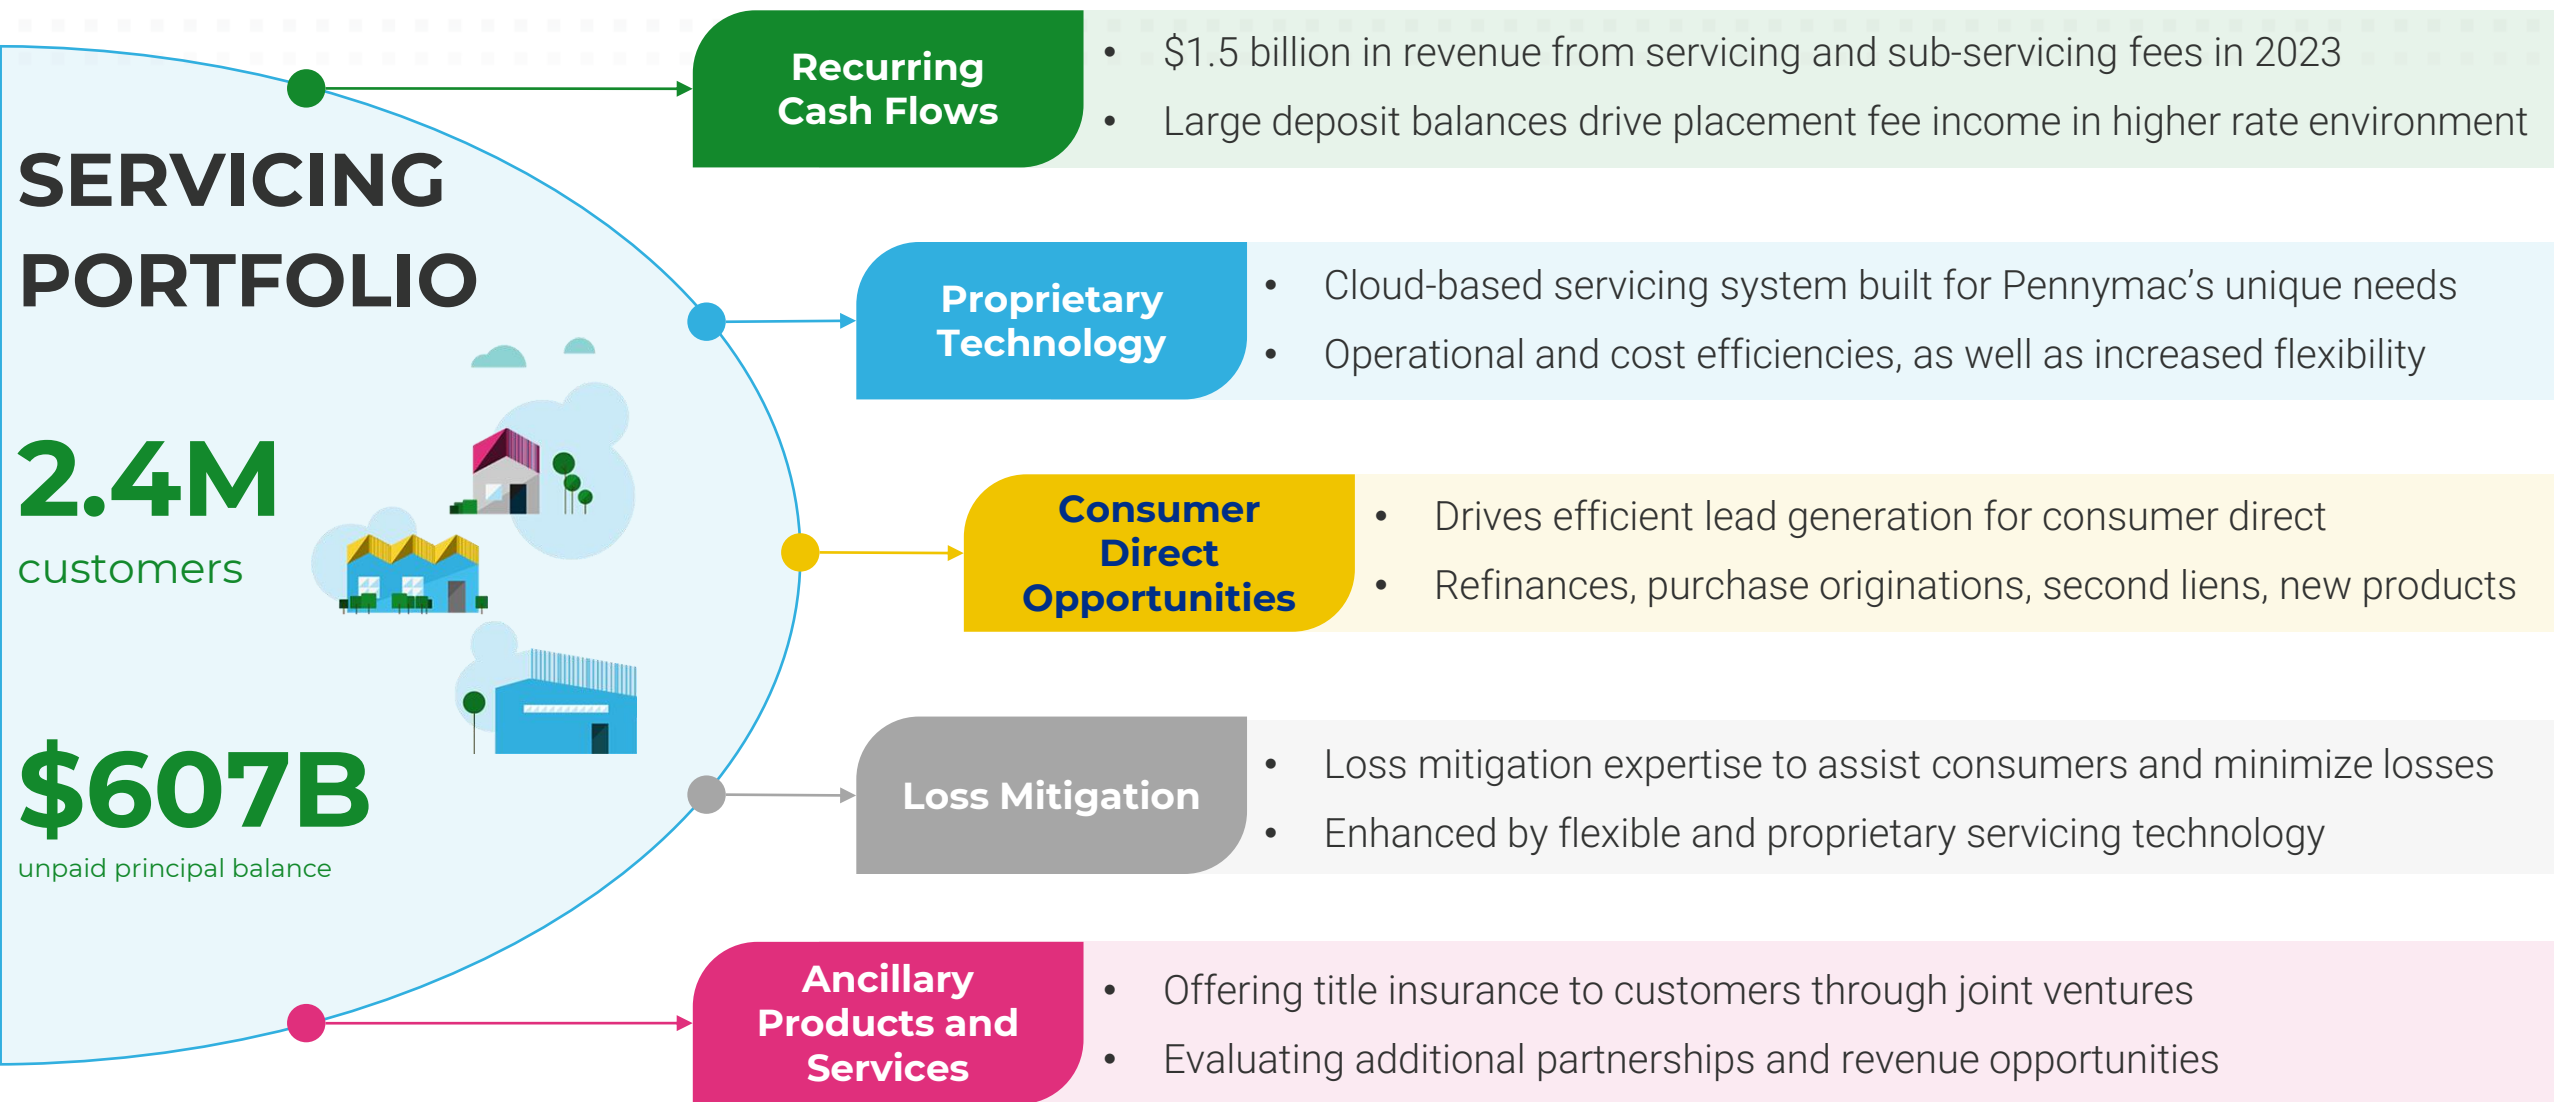 SERVICING
PORTFOLIO
2.4M
customers
$607B
unpaid principal balance
Recurring
Cash Flows
• $1.5 billion in revenue from servicing and sub-servicing fees in 2023
• Large deposit balances drive placement fee income in higher rate environment
Proprietary
Technology
• Cloud-based servicing system built for Pennymac’s unique needs
• Operational and cost efficiencies, as well as increased flexibility
Consumer
Direct
Opportunities
• Drives efficient lead generation for consumer direct
• Refinances, purchase originations, second liens, new products
Loss Mitigation
• Loss mitigation expertise to assist consumers and minimize losses
• Enhanced by flexible and proprietary servicing technology
Ancillary
Products and
Services
• Offering title insurance to customers through joint ventures
• Evaluating additional partnerships and revenue opportunities